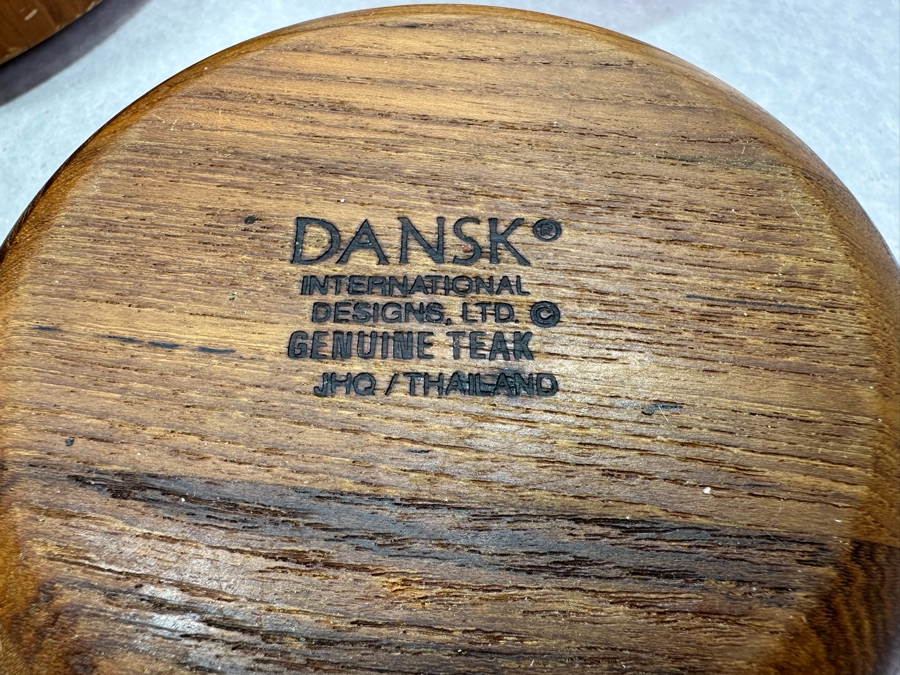 DANSK®
INTERNATIONAL
DESIGNS, LTD. ©
GENUINE TEAK
JHQ / THAILAND